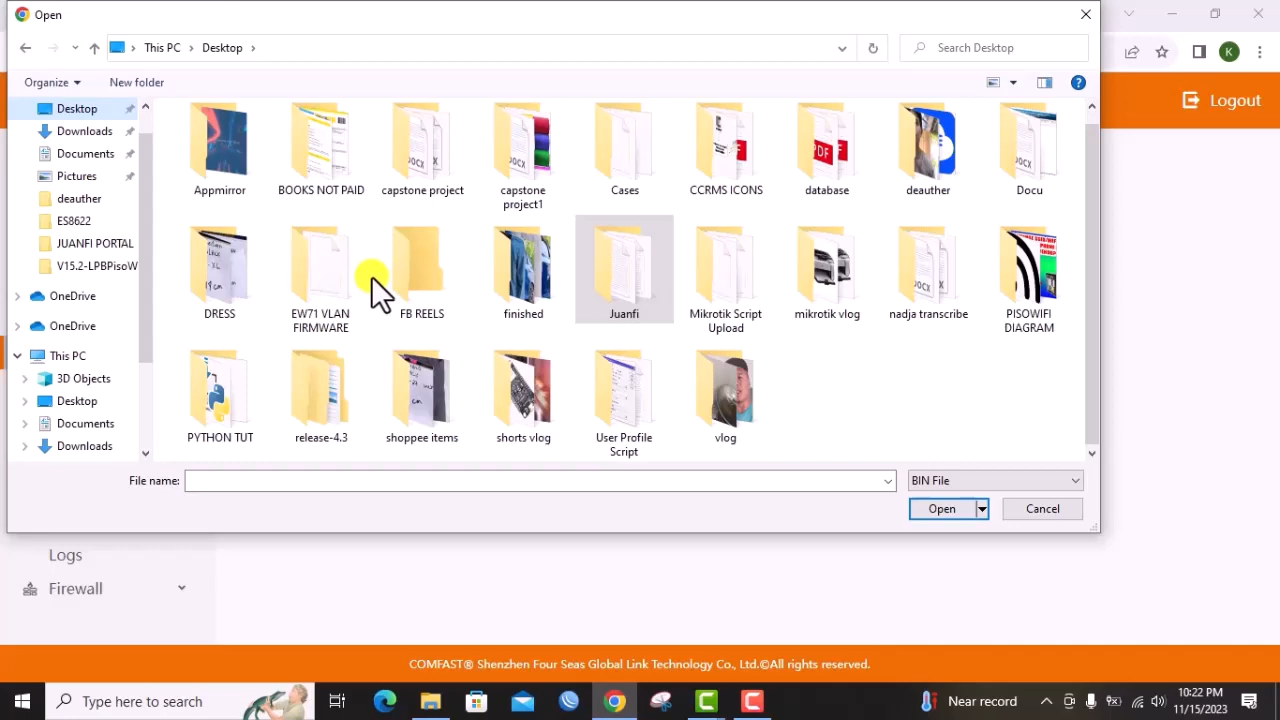 Open
This PC
Desktop
Search Desktop
Organize
New folder
Logout
Desktop
Downloads
Documents
Pictures
deauther
ES8622
JUANFI PORTAL
V15.2-LPBPisoW
OneDrive
OneDrive
This PC
3D Objects
Desktop
Documents
Downloads
Appmirror
BOOKS NOT PAID
capstone project
capstone
project1
Cases
CCRMS ICONS
database
deauther
Docu
DRESS
EW71 VLAN
FIRMWARE
FB REELS
finished
Juanfi
Mikrotik Script
Upload
mikrotik vlog
nadja transcribe
PISOWIFI
DIAGRAM
PYTHON TUT
release-4.3
shoppee items
shorts vlog
User Profile
Script
vlog
File name:
BIN File
Open
Cancel
Logs
Firewall
COMFAST® Shenzhen Four Seas Global Link Technology Co., Ltd.©All rights reserved.
Type here to search
Near record
10:22 PM
11/15/2023